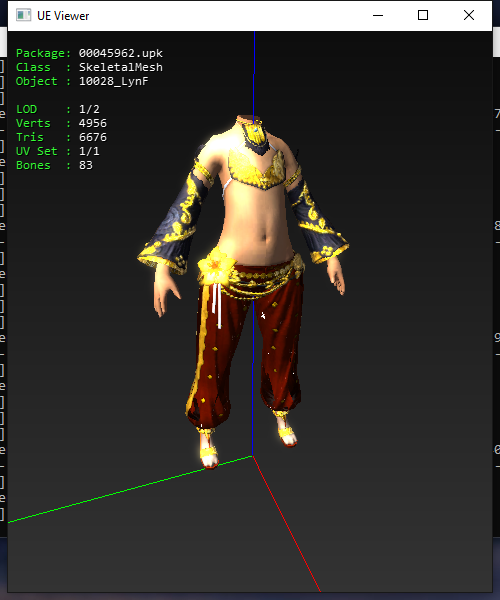 UE Viewer
Package: 00045962.upk
Class : SkeletalMesh
Object : 10028_LynF
LOD : 1/2
Verts : 4956
Tris : 6676
UV Set : 1/1
Bones : 83